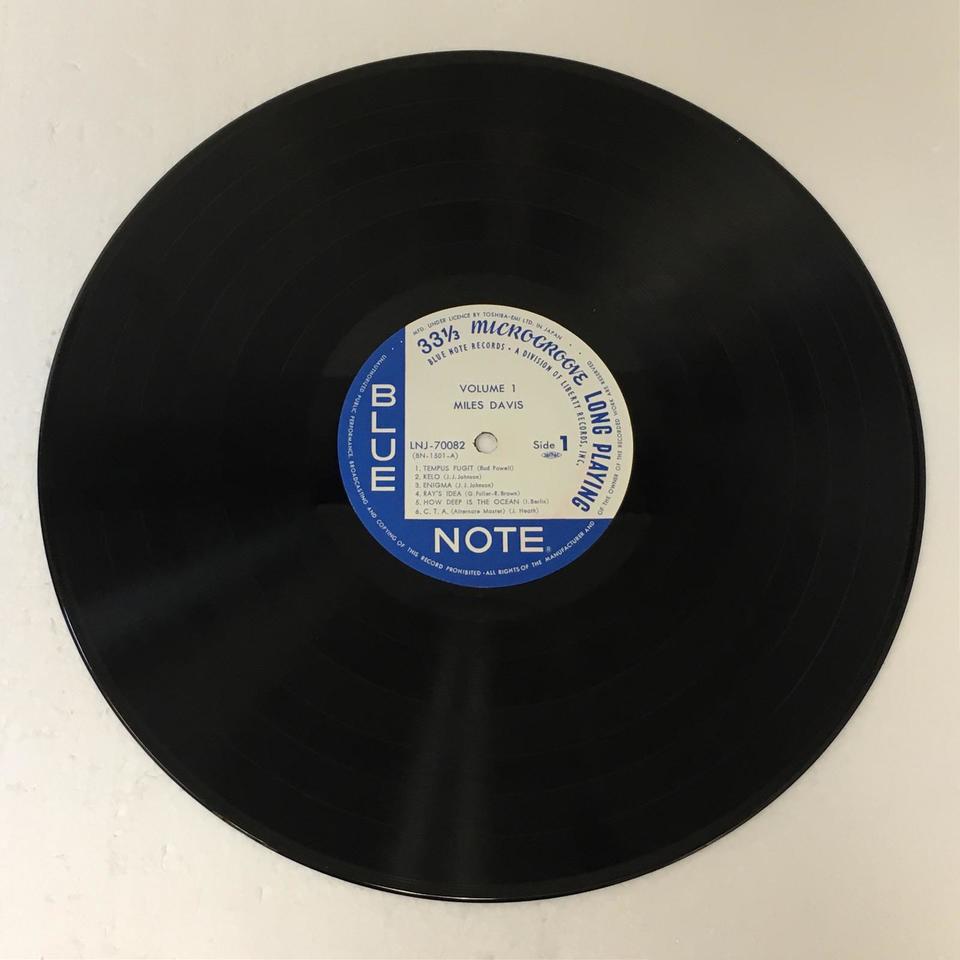 MFD. UNDER LICENCE BY TOSHIBA-EMI LTD. IN JAPAN
33⅓ MICROGROOVE LONG PLAYING
BLUE NOTE RECORDS • A DIVISION OF LIBERTY RECORDS, INC.
VOLUME 1
MILES DAVIS
LNJ-70082 Side 1
(BN-1501-A)
1. TEMPUS FUGIT (Bud Powell)
2. KELO (J.J. Johnson)
3. ENIGMA (J.J. Johnson)
4. RAY'S IDEA (G. Fuller-R. Brown)
5. HOW DEEP IS THE OCEAN (I. Berlin)
6. C. T. A. (Alternate Master) (J. Heath)
BLUE
NOTE®
UNAUTHORIZED PUBLIC PERFORMANCE, BROADCASTING AND COPYING OF THIS RECORD PROHIBITED • ALL RIGHTS OF THE MANUFACTURER AND OF THE OWNER OF THE RECORDED WORK ARE RESERVED